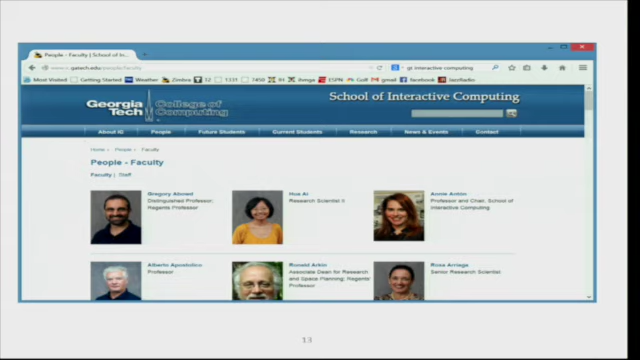 People - Faculty | School of In...
gatech.edu/people/faculty
gt interactive computing
Most Visited Getting Started Weather Zimbra T2 1331 7450 ilvnga ESPN Golf gmail facebook JazzRadio
School of Interactive Computing
Georgia Tech College of Computing
About IC People Future Students Current Students Research News & Events Contact
Home › People › Faculty
People - Faculty
Faculty | Staff
Gregory Abowd
Distinguished Professor;
Regents Professor
Hua Ai
Research Scientist II
Annie Antón
Professor and Chair, School of
Interactive Computing
Alberto Apostolico
Professor
Ronald Arkin
Associate Dean for Research
and Space Planning; Regents'
Professor
Rosa Arriaga
Senior Research Scientist
13